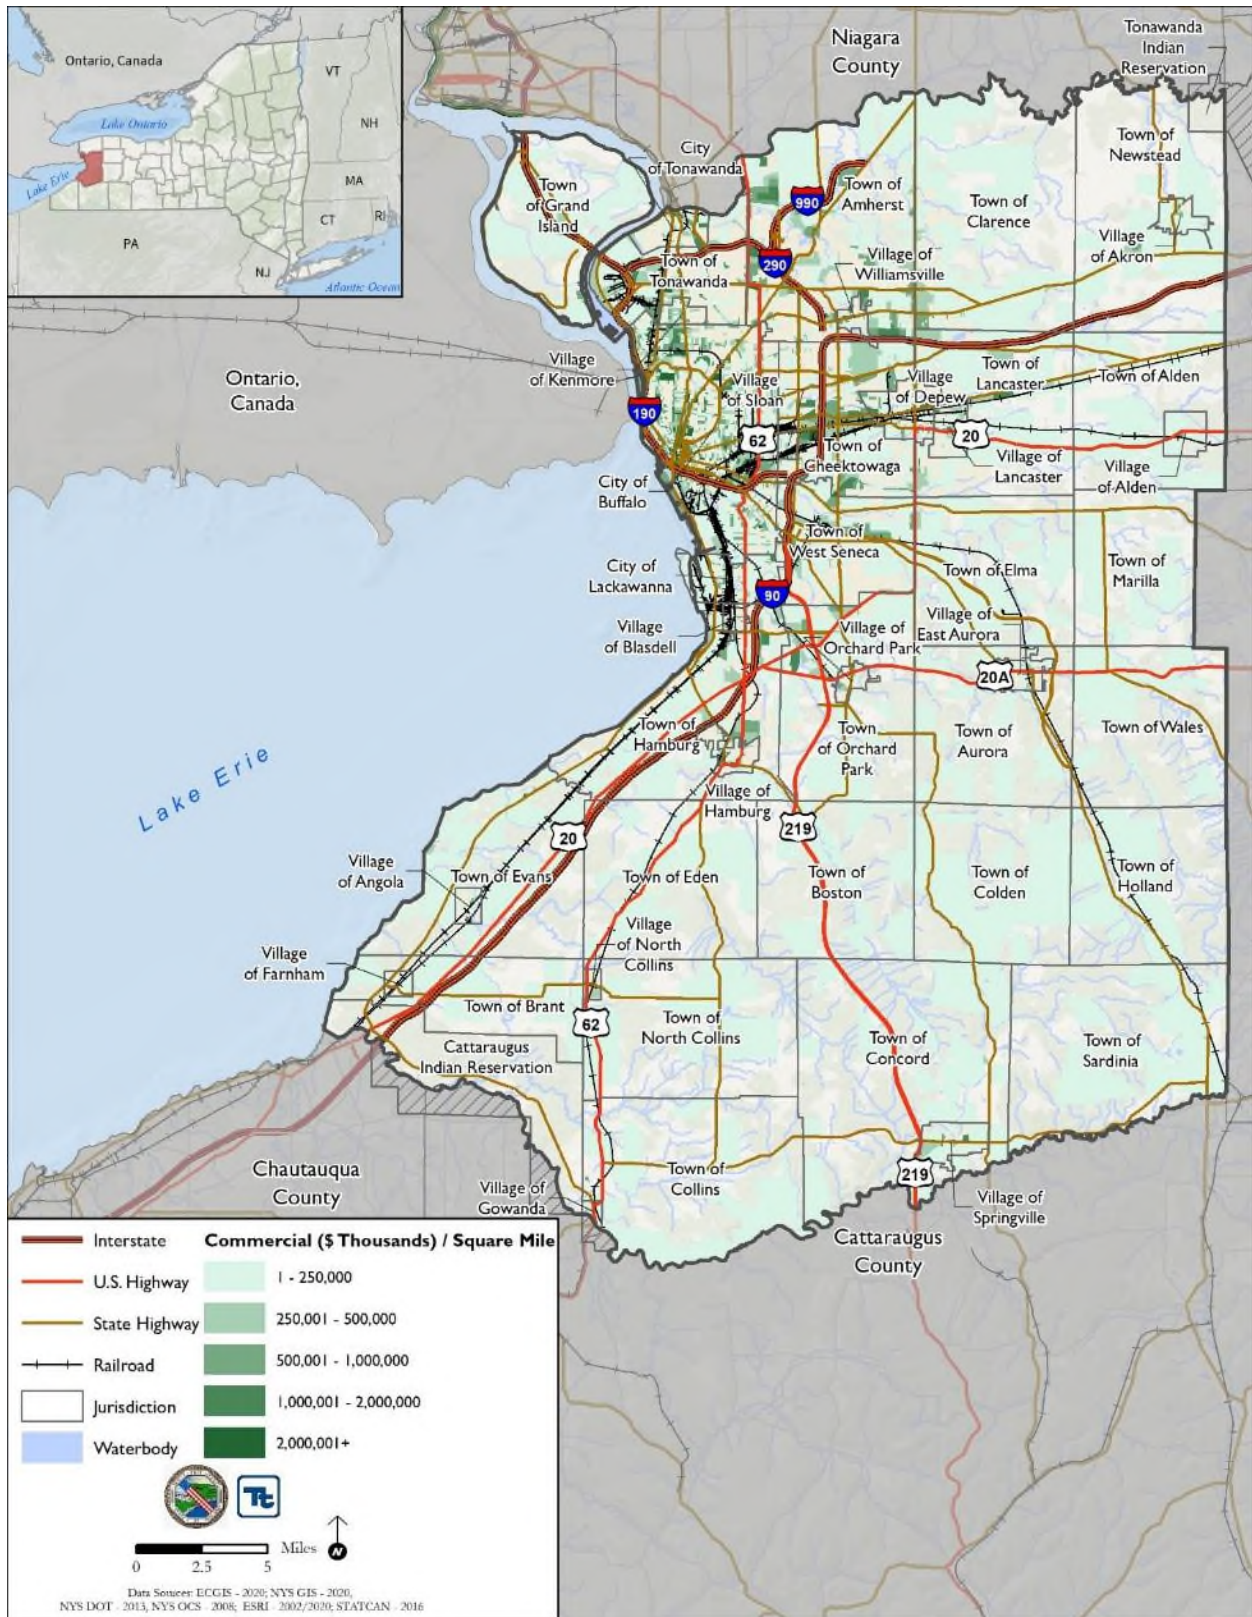 Ontario, Canada
VT
Lake Ontario
NH
Lake Erie
MA
CT
RI
PA
NJ
Atlantic Ocean
Niagara
County
Tonawanda
Indian
Reservation
City
of Tonawanda
Town of
Newstead
Town
of Grand
Island
990
Town of
Amherst
Town of
Clarence
Village
of Akron
Town of
Tonawanda
290
Village of
Williamsville
Village
of Kenmore
Ontario,
Canada
Village
of Sloan
Village
of Depew
Town of
Lancaster
Town of Alden
190
62
20
Town of
Cheektowaga
Village of
Lancaster
Village
of Alden
City of
Buffalo
Town of
West Seneca
City of
Lackawanna
Town of Elma
Town of
Marilla
90
Village
of Blasdell
Village of
Orchard Park
Village of
East Aurora
20A
Town of
Hamburg
Town
of Orchard
Park
Town of
Aurora
Town of Wales
Lake Erie
Village of
Hamburg
20
219
Village
of Angola
Town of Evans
Town of Eden
Town of
Boston
Town of
Colden
Town of
Holland
Village
of Farnham
Village
of North
Collins
Town of Brant
62
Town of
North Collins
Town of
Concord
Town of
Sardinia
Cattaraugus
Indian Reservation
Chautauqua
County
Village of
Gowanda
Town of
Collins
219
Village of
Springville
Cattaraugus
County
Interstate
U.S. Highway
State Highway
Railroad
Jurisdiction
Waterbody
Commercial ($ Thousands) / Square Mile
1 - 250,000
250,001 - 500,000
500,001 - 1,000,000
1,000,001 - 2,000,000
2,000,001+
Tt
0 2.5 5 Miles
N
Data Sources: ECGIS - 2020; NYS GIS - 2020,
NYS DOT - 2013, NYS OCS - 2008; ESRI - 2002/2020; STATCAN - 2016